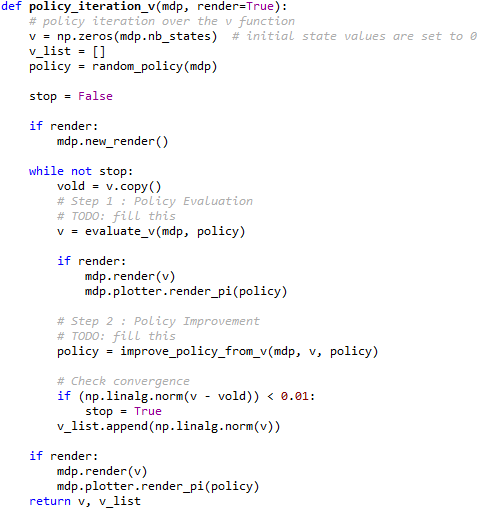 def policy_iteration_v(mdp, render=True):
    # policy iteration over the v function
    v = np.zeros(mdp.nb_states)  # initial state values are set to 0
    v_list = []
    policy = random_policy(mdp)

    stop = False

    if render:
        mdp.new_render()

    while not stop:
        vold = v.copy()
        # Step 1 : Policy Evaluation
        # TODO: fill this
        v = evaluate_v(mdp, policy)

        if render:
            mdp.render(v)
            mdp.plotter.render_pi(policy)

        # Step 2 : Policy Improvement
        # TODO: fill this
        policy = improve_policy_from_v(mdp, v, policy)

        # Check convergence
        if (np.linalg.norm(v - vold)) < 0.01:
            stop = True
        v_list.append(np.linalg.norm(v))

    if render:
        mdp.render(v)
        mdp.plotter.render_pi(policy)
    return v, v_list